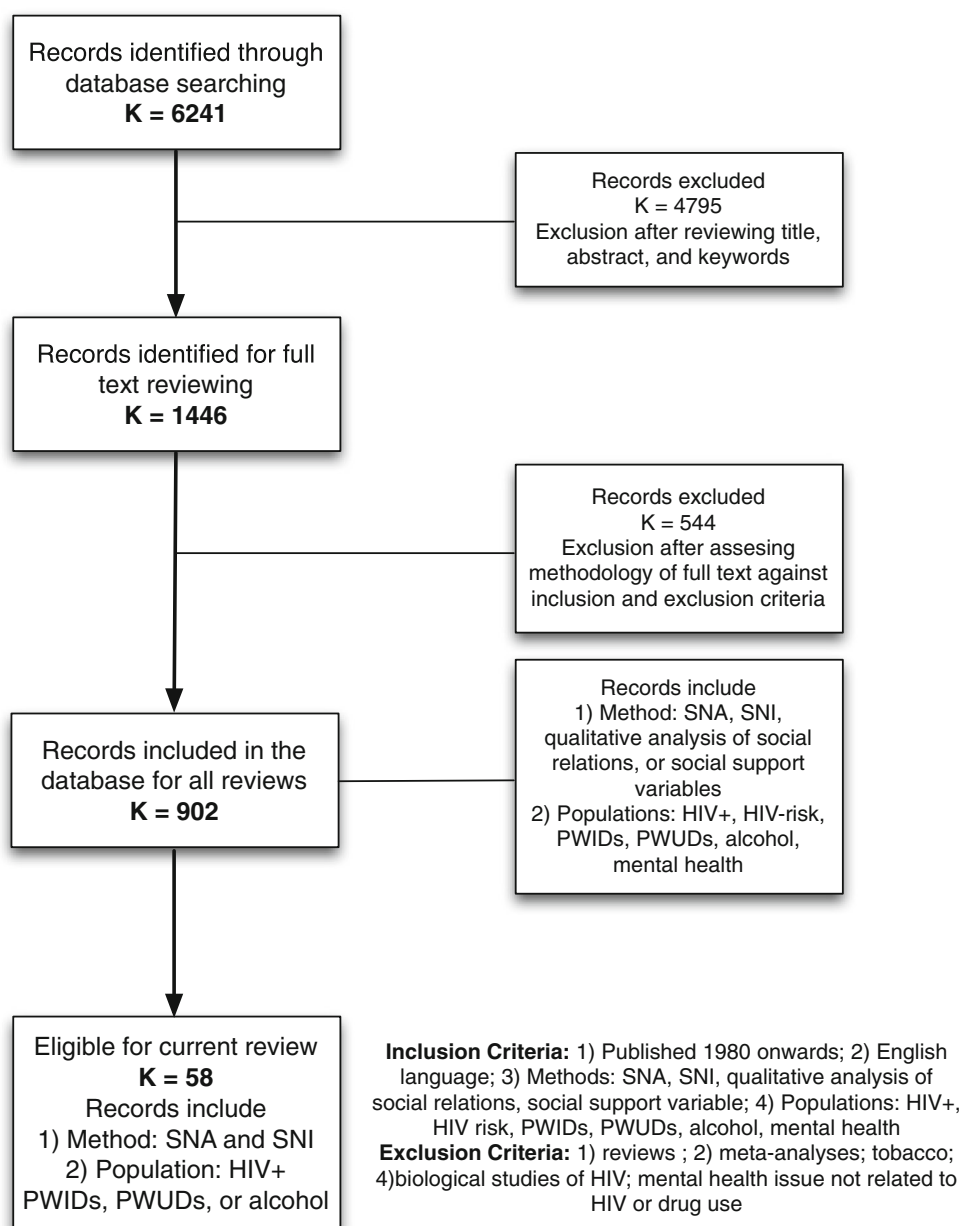 Records identified through
database searching
K = 6241
Records excluded
K = 4795
Exclusion after reviewing title,
abstract, and keywords
Records identified for full
text reviewing
K = 1446
Records excluded
K = 544
Exclusion after assesing
methodology of full text against
inclusion and exclusion criteria
Records included in the
database for all reviews
K = 902
Records include
1) Method: SNA, SNI,
qualitative analysis of social
relations, or social support
variables
2) Populations: HIV+, HIV-risk,
PWIDs, PWUDs, alcohol,
mental health
Eligible for current review
K = 58
Records include
1) Method: SNA and SNI
2) Population: HIV+
PWIDs, PWUDs, or alcohol
Inclusion Criteria: 1) Published 1980 onwards; 2) English
language; 3) Methods: SNA, SNI, qualitative analysis of
social relations, social support variable; 4) Populations: HIV+,
HIV risk, PWIDs, PWUDs, alcohol, mental health
Exclusion Criteria: 1) reviews ; 2) meta-analyses; tobacco;
4)biological studies of HIV; mental health issue not related to
HIV or drug use